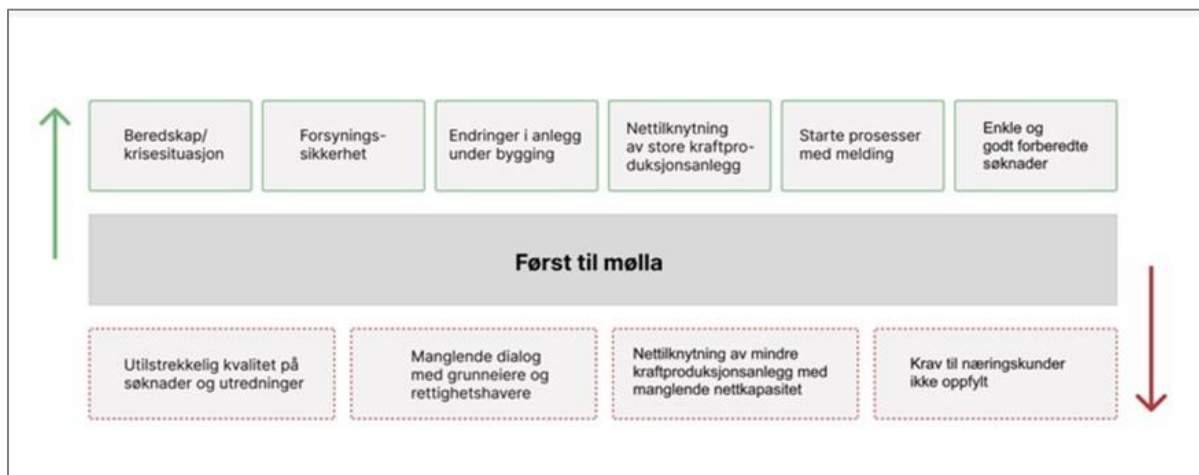 Beredskap/
krisesituasjon
Forsynings-
sikkerhet
Endringer i anlegg
under bygging
Nettilknytning
av store kraftpro-
duksjonsanlegg
Starte prosesser
med melding
Enkle og
godt forberedte
søknader
Først til mølla
Utilstrekkelig kvalitet på
søknader og utredninger
Manglende dialog
med grunneiere og
rettighetshavere
Nettilknytning av mindre
kraftproduksjonsanlegg med
manglende nettkapasitet
Krav til næringskunder
ikke oppfylt